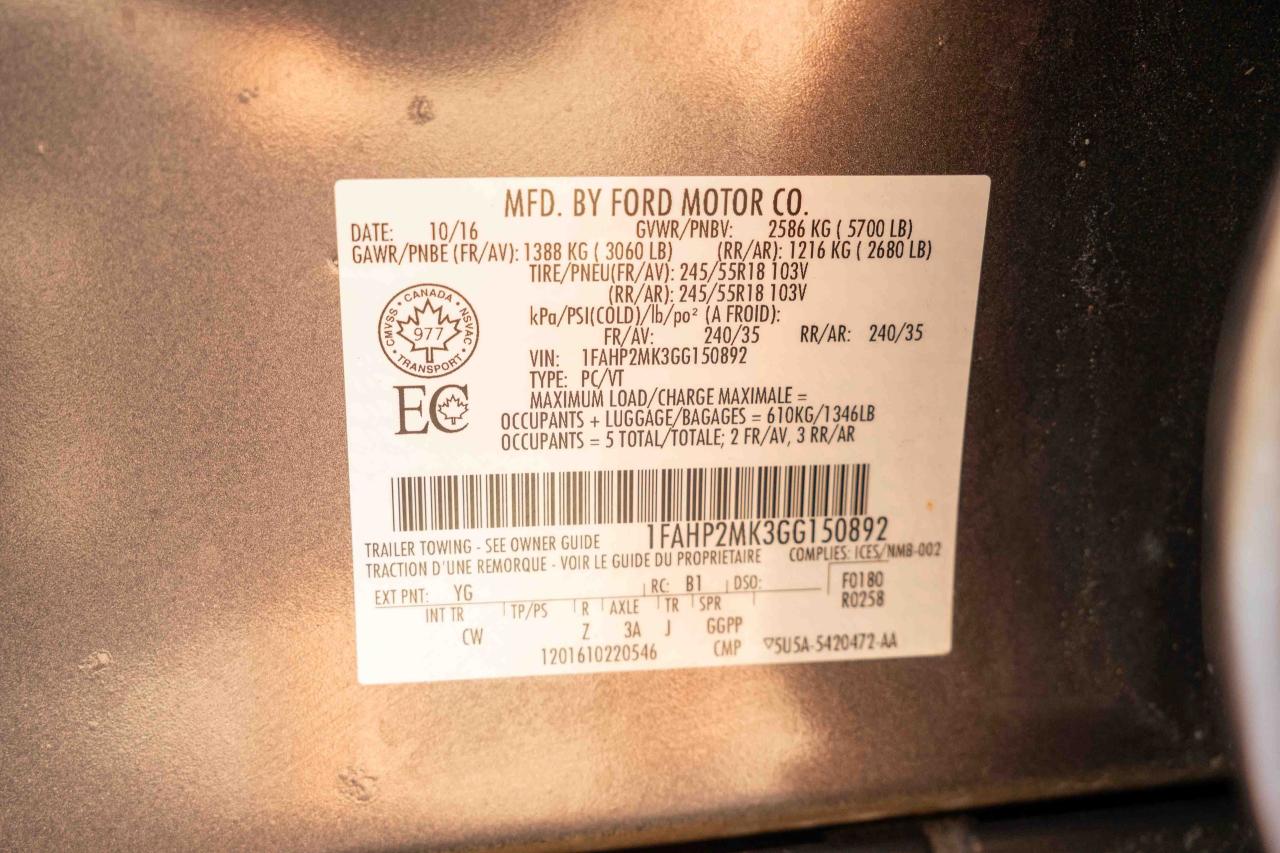 MFD. BY FORD MOTOR CO.
DATE: 10/16 GVWR/PNBV: 2586 KG ( 5700 LB)
GAWR/PNBE (FR/AV): 1388 KG ( 3060 LB) (RR/AR): 1216 KG ( 2680 LB)
TIRE/PNEU(FR/AV): 245/55R18 103V
(RR/AR): 245/55R18 103V
kPa/PSI(COLD)/lb/po² (A FROID):
FR/AV: 240/35 RR/AR: 240/35
CANADA
CMVSS 977 NSVAC
TRANSPORT
VIN: 1FAHP2MK3GG150892
TYPE: PC/VT
EC
MAXIMUM LOAD/CHARGE MAXIMALE =
OCCUPANTS + LUGGAGE/BAGAGES = 610KG/1346LB
OCCUPANTS = 5 TOTAL/TOTALE; 2 FR/AV, 3 RR/AR
1FAHP2MK3GG150892
TRAILER TOWING - SEE OWNER GUIDE
TRACTION D'UNE REMORQUE - VOIR LE GUIDE DU PROPRIETAIRE COMPLIES: ICES/NMB-002
EXT PNT: YG RC: B1 DSO: F0180
R0258
INT TR TP/PS R AXLE TR SPR
CW Z 3A J GGPP
1201610220546 CMP ▽5U5A-5420472-AA